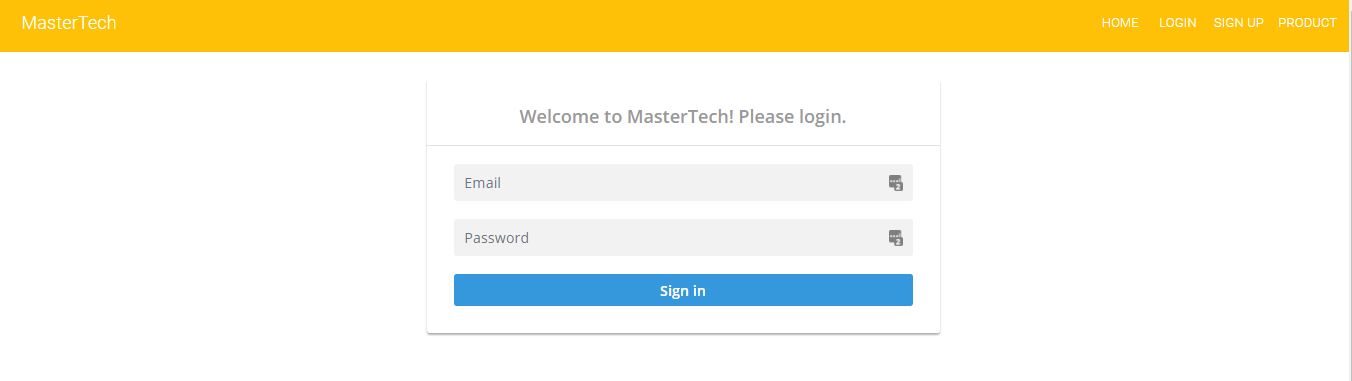 MasterTech HOME LOGIN SIGN UP PRODUCT
Welcome to MasterTech! Please login.
Email
Password
Sign in